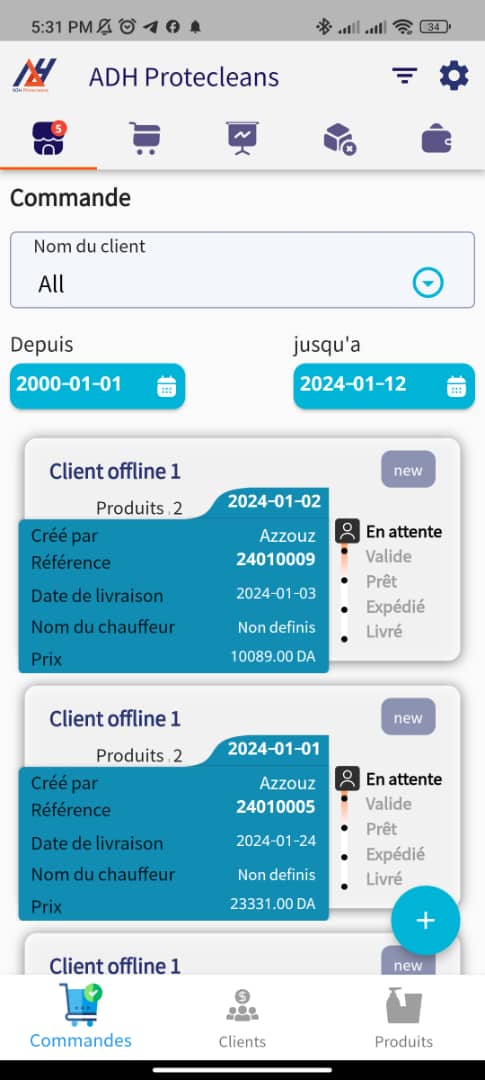 5:31 PM
34
ADH Protecleans
5
Commande
Nom du client
All
Depuis
jusqu'a
2000-01-01
2024-01-12
Client offline 1
new
Produits : 2
2024-01-02
Créé par
Azzouz
Référence
24010009
Date de livraison
2024-01-03
Nom du chauffeur
Non definis
Prix
10089.00 DA
En attente
Valide
Prêt
Expédié
Livré
Client offline 1
new
Produits : 2
2024-01-01
Créé par
Azzouz
Référence
24010005
Date de livraison
2024-01-24
Nom du chauffeur
Non definis
Prix
23331.00 DA
En attente
Valide
Prêt
Expédié
Livré
+
Client offline 1
new
Commandes
Clients
Produits